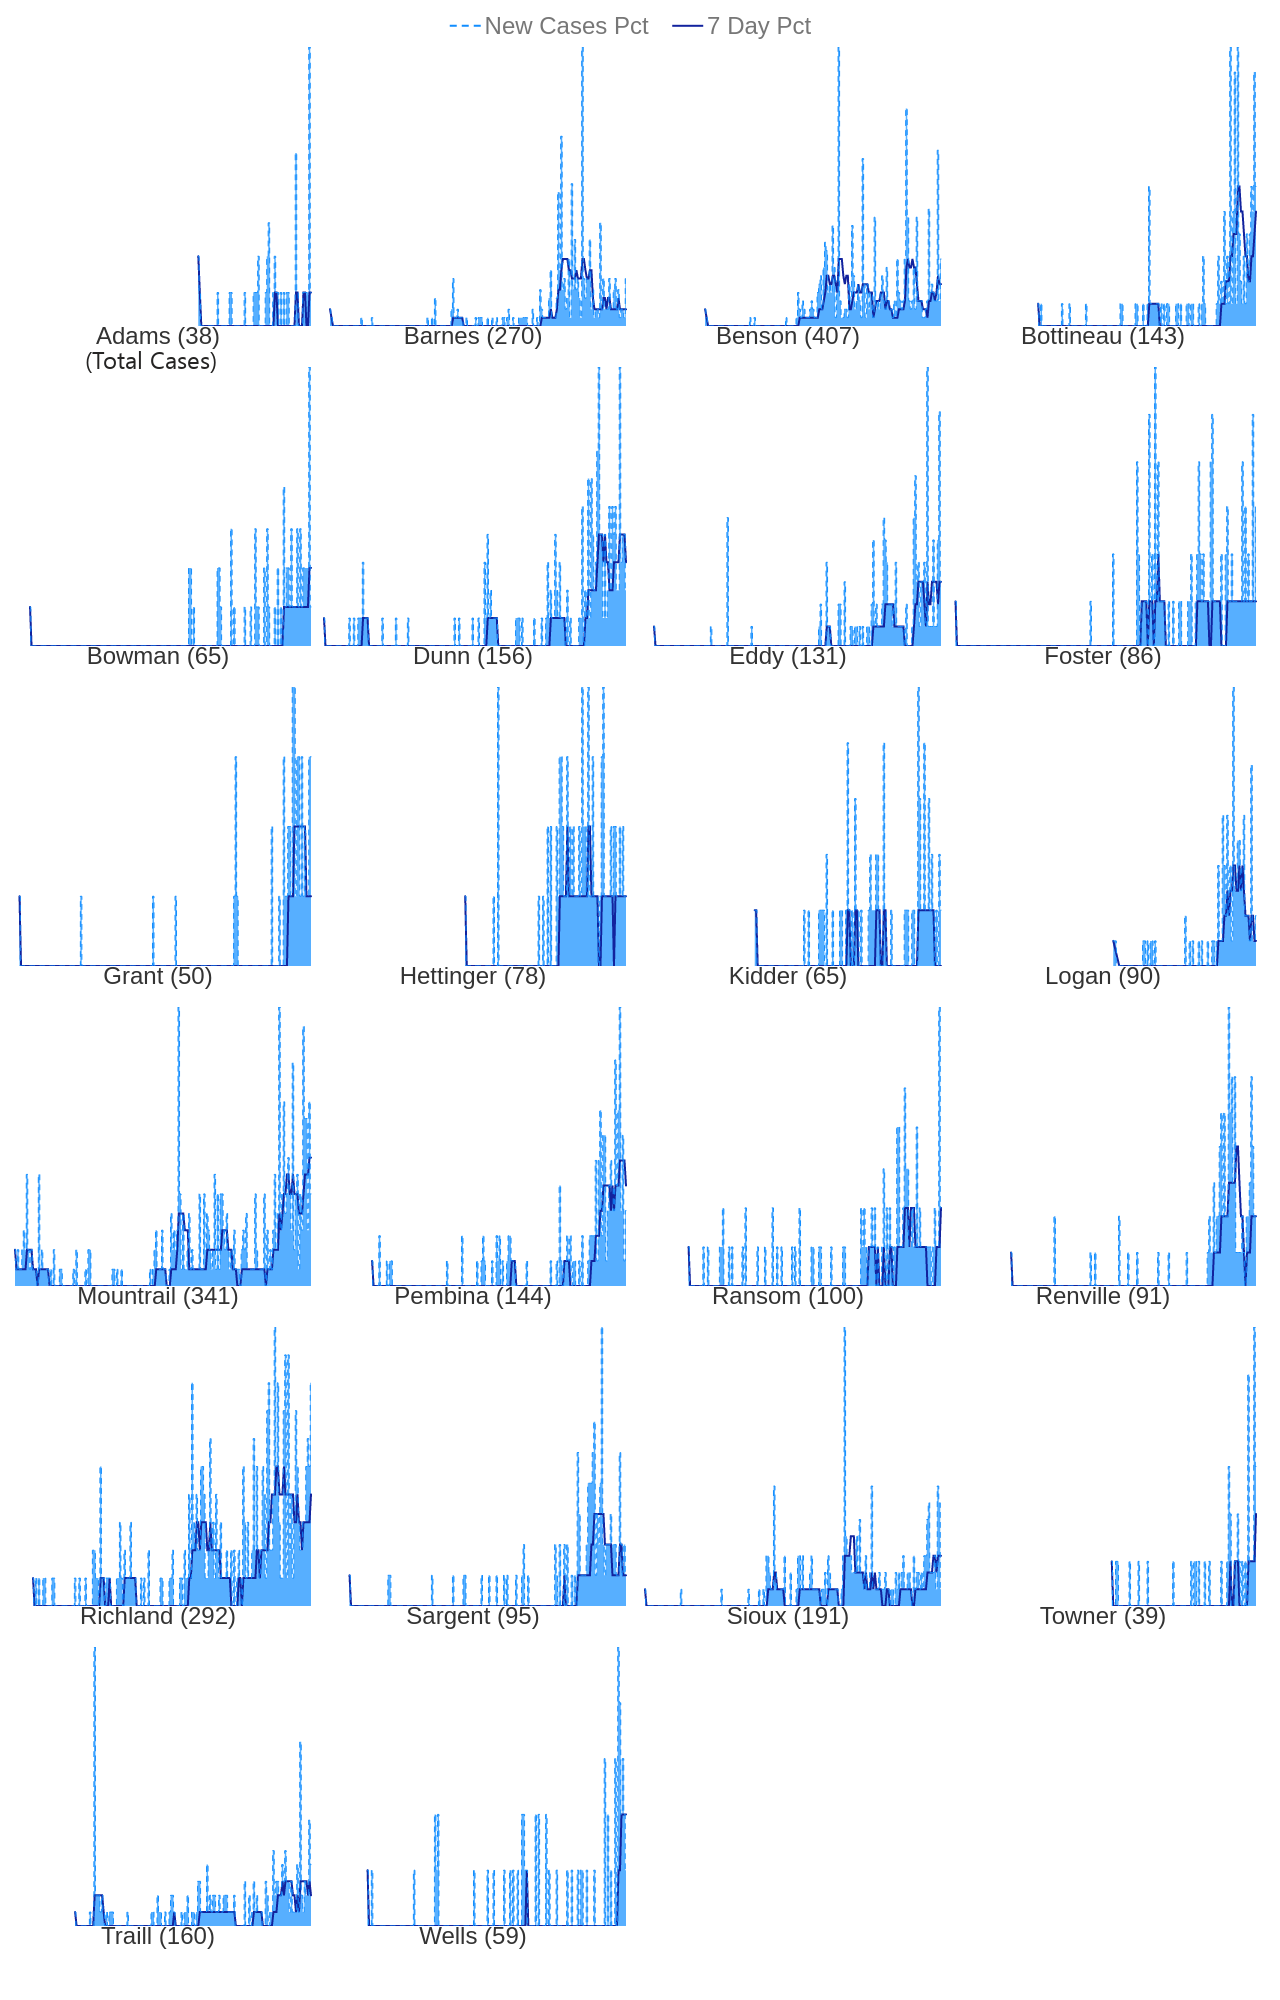 New Cases Pct 7 Day Pct
Adams (38) Barnes (270) Benson (407) Bottineau (143)
(Total Cases)
Bowman (65) Dunn (156) Eddy (131) Foster (86)
Grant (50) Hettinger (78) Kidder (65) Logan (90)
Mountrail (341) Pembina (144) Ransom (100) Renville (91)
Richland (292) Sargent (95) Sioux (191) Towner (39)
Traill (160) Wells (59)